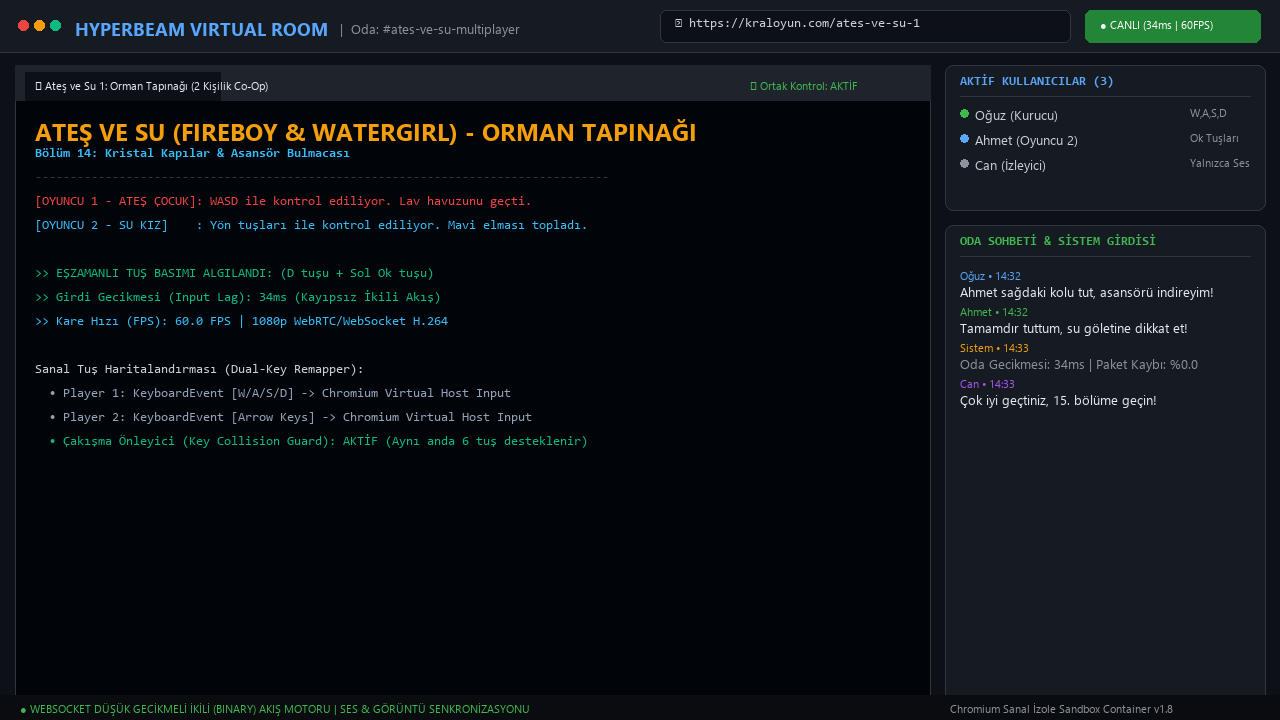 HYPERBEAM VIRTUAL ROOM | Oda: #ates-ve-su-multiplayer
https://kraloyun.com/ates-ve-su-1
● CANLI (34ms | 60FPS)
Ateş ve Su 1: Orman Tapınağı (2 Kişilik Co-Op)
Ortak Kontrol: AKTİF
ATEŞ VE SU (FIREBOY & WATERGIRL) - ORMAN TAPINAĞI
Bölüm 14: Kristal Kapılar & Asansör Bulmacası
----------------------------------------------------------------------------------
[OYUNCU 1 - ATEŞ ÇOCUK]: WASD ile kontrol ediliyor. Lav havuzunu geçti.
[OYUNCU 2 - SU KIZ]    : Yön tuşları ile kontrol ediliyor. Mavi elması topladı.
>> EŞZAMANLI TUŞ BASIMI ALGILANDI: (D tuşu + Sol Ok tuşu)
>> Girdi Gecikmesi (Input Lag): 34ms (Kayıpsız İkili Akış)
>> Kare Hızı (FPS): 60.0 FPS | 1080p WebRTC/WebSocket H.264
Sanal Tuş Haritalandırması (Dual-Key Remapper):
• Player 1: KeyboardEvent [W/A/S/D] -> Chromium Virtual Host Input
• Player 2: KeyboardEvent [Arrow Keys] -> Chromium Virtual Host Input
• Çakışma Önleyici (Key Collision Guard): AKTİF (Aynı anda 6 tuş desteklenir)
AKTİF KULLANICILAR (3)
Oğuz (Kurucu) W,A,S,D
Ahmet (Oyuncu 2) Ok Tuşları
Can (İzleyici) Yalnızca Ses
ODA SOHBETİ & SİSTEM GİRDİSİ
Oğuz • 14:32
Ahmet sağdaki kolu tut, asansörü indireyim!
Ahmet • 14:32
Tamamdır tuttum, su göletine dikkat et!
Sistem • 14:33
Oda Gecikmesi: 34ms | Paket Kaybı: %0.0
Can • 14:33
Çok iyi geçtiniz, 15. bölüme geçin!
● WEBSOCKET DÜŞÜK GECİKMELİ İKİLİ (BINARY) AKIŞ MOTORU | SES & GÖRÜNTÜ SENKRONİZASYONU
Chromium Sanal İzole Sandbox Container v1.8